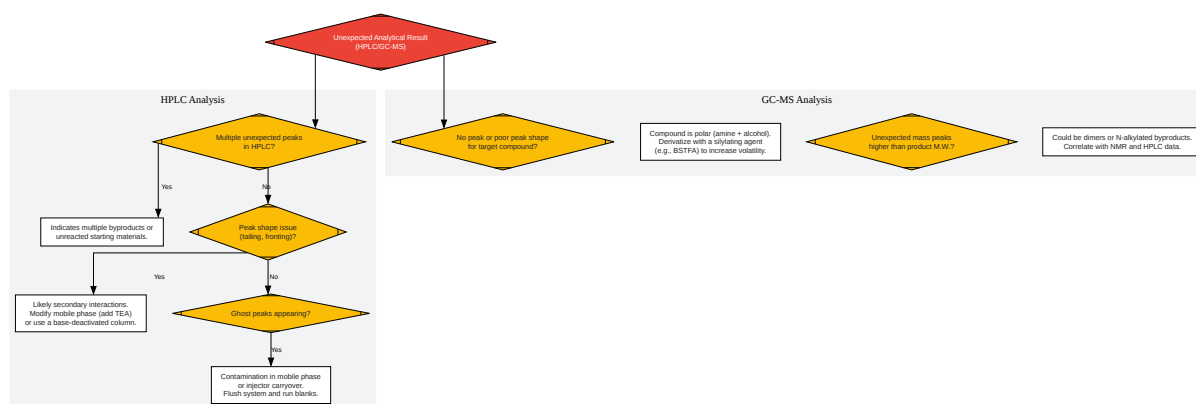 Unexpected Analytical Result
(HPLC/GC-MS)
HPLC Analysis
GC-MS Analysis
Multiple unexpected peaks
in HPLC?
No peak or poor peak shape
for target compound?
Compound is polar (amine + alcohol).
Derivatize with a silylating agent
(e.g., BSTFA) to increase volatility.
Unexpected mass peaks
higher than product M.W.?
Could be dimers or N-alkylated byproducts.
Correlate with NMR and HPLC data.
Yes
No
Indicates multiple byproducts or
unreacted starting materials.
Peak shape issue
(tailing, fronting)?
Yes
No
Likely secondary interactions.
Modify mobile phase (add TEA)
or use a base-deactivated column.
Ghost peaks appearing?
Yes
Contamination in mobile phase
or injector carryover.
Flush system and run blanks.